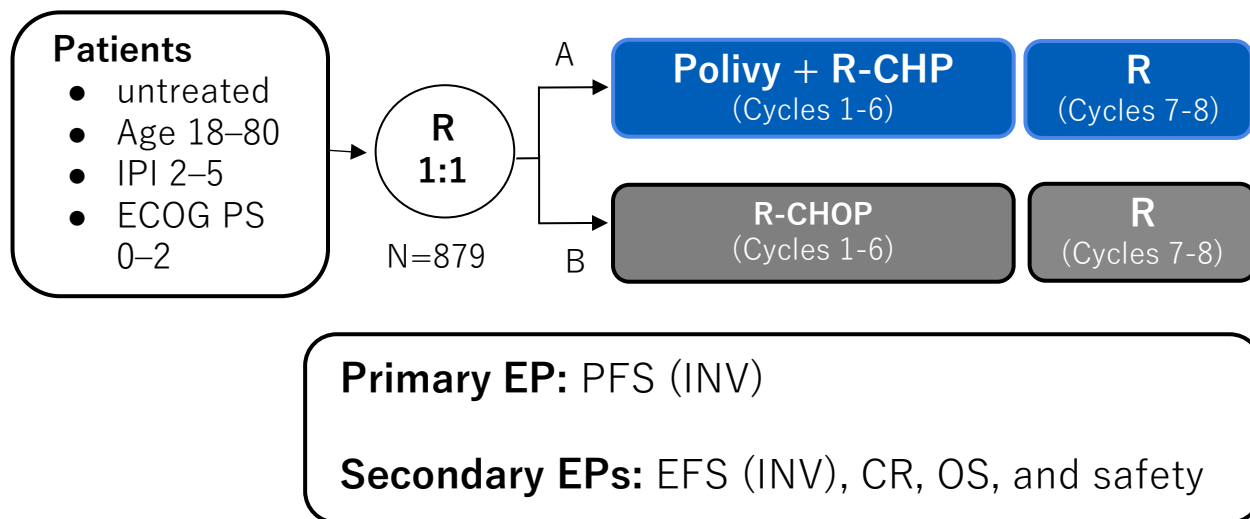 Patients
● untreated
● Age 18–80
● IPI 2–5
● ECOG PS
0–2
R
1:1
N=879
A
Polivy + R-CHP
(Cycles 1-6)
R
(Cycles 7-8)
B
R-CHOP
(Cycles 1-6)
R
(Cycles 7-8)
Primary EP: PFS (INV)
Secondary EPs: EFS (INV), CR, OS, and safety